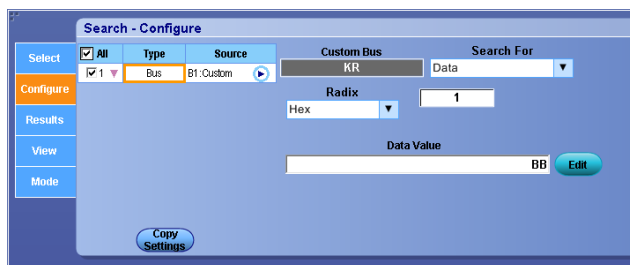 Search - Configure
Select
Configure
Results
View
Mode
All Type Source
1 Bus B1:Custom
Copy
Settings
Custom Bus
KR
Search For
Data
Radix
Hex
1
Data Value
BB Edit